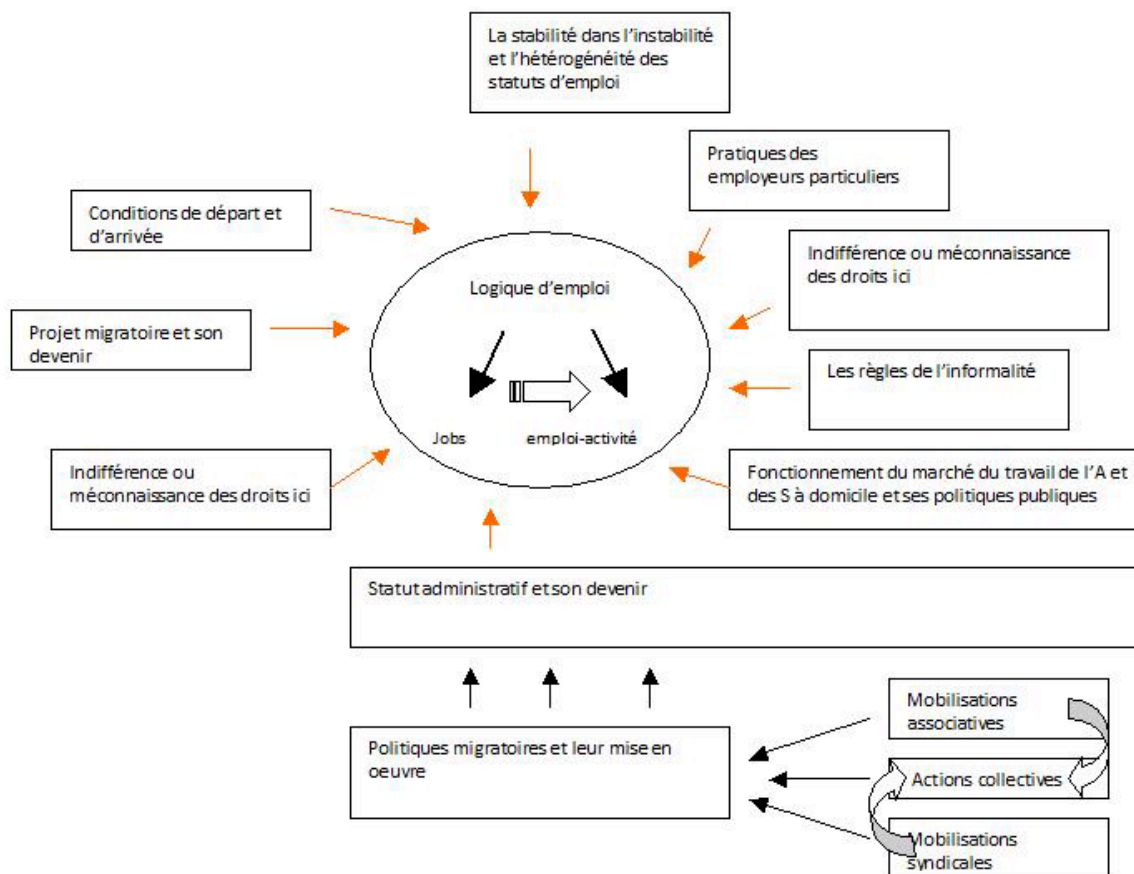 La stabilité dans l’instabilité
et l’hétérogénéité des
statuts d’emploi
Pratiques des
employeurs particuliers
Conditions de départ et
d’arrivée
Indifférence ou méconnaissance
des droits ici
Logique d’emploi
Projet migratoire et son
devenir
Les règles de l’informalité
Jobs
emploi-activité
Indifférence ou
méconnaissance des droits ici
Fonctionnement du marché du travail de l’A et
des S à domicile et ses politiques publiques
Statut administratif et son devenir
Mobilisations
associatives
Politiques migratoires et leur mise en
oeuvre
Actions collectives
Mobilisations
syndicales